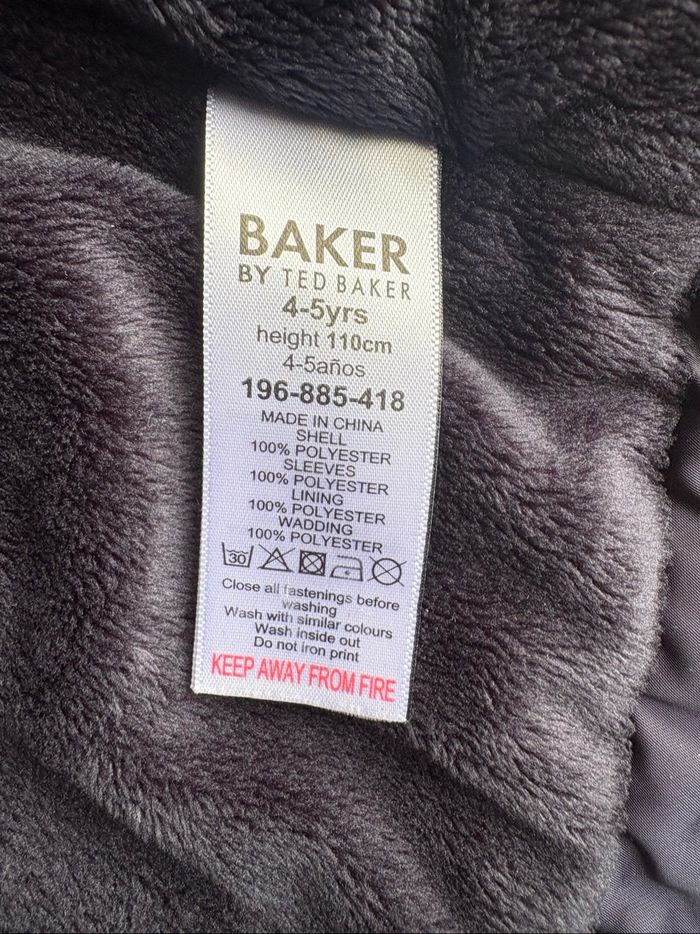 BAKER
BY TED BAKER
4-5yrs
height 110cm
4-5años
196-885-418
MADE IN CHINA
SHELL
100% POLYESTER
SLEEVES
100% POLYESTER
LINING
100% POLYESTER
WADDING
100% POLYESTER
30
Close all fastenings before
washing
Wash with similar colours
Wash inside out
Do not iron print
KEEP AWAY FROM FIRE